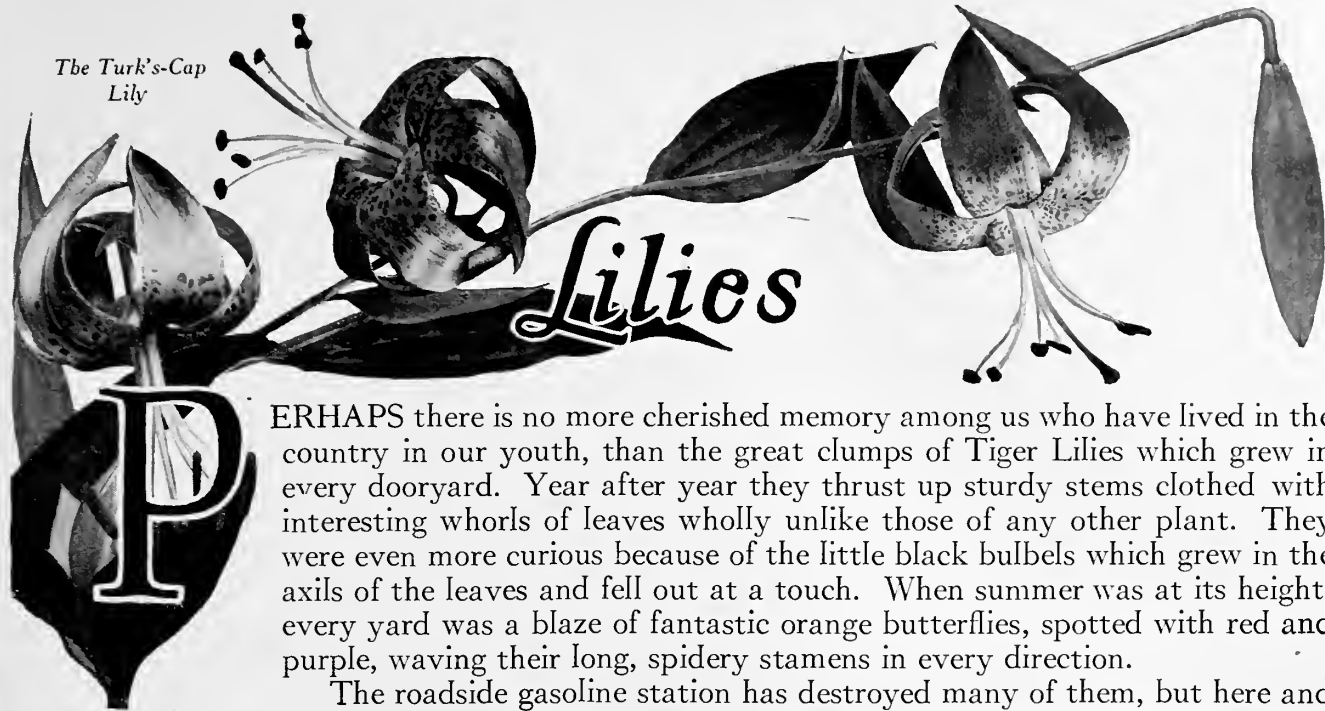 The Turk's-Cap
Lily
Lilies
PERHAPS there is no more cherished memory among us who have lived in the
country in our youth, than the great clumps of Tiger Lilies which grew in
every dooryard. Year after year they thrust up sturdy stems clothed with
interesting whorls of leaves wholly unlike those of any other plant. They
were even more curious because of the little black bulbels which grew in the
axils of the leaves and fell out at a touch. When summer was at its height
every yard was a blaze of fantastic orange butterflies, spotted with red and
purple, waving their long, spidery stamens in every direction.
The roadside gasoline station has destroyed many of them, but here and